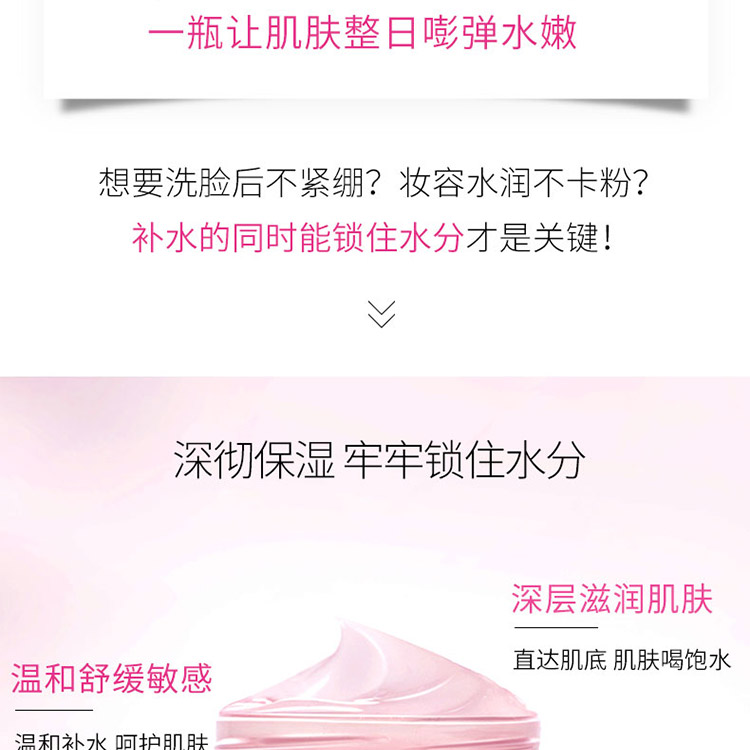 一瓶让肌肤整日嘭弹水嫩
想要洗脸后不紧绷？妆容水润不卡粉？
补水的同时能锁住水分才是关键！
深彻保湿 牢牢锁住水分
深层滋润肌肤
直达肌底 肌肤喝饱水
温和舒缓敏感
温和补水 呵护肌肤